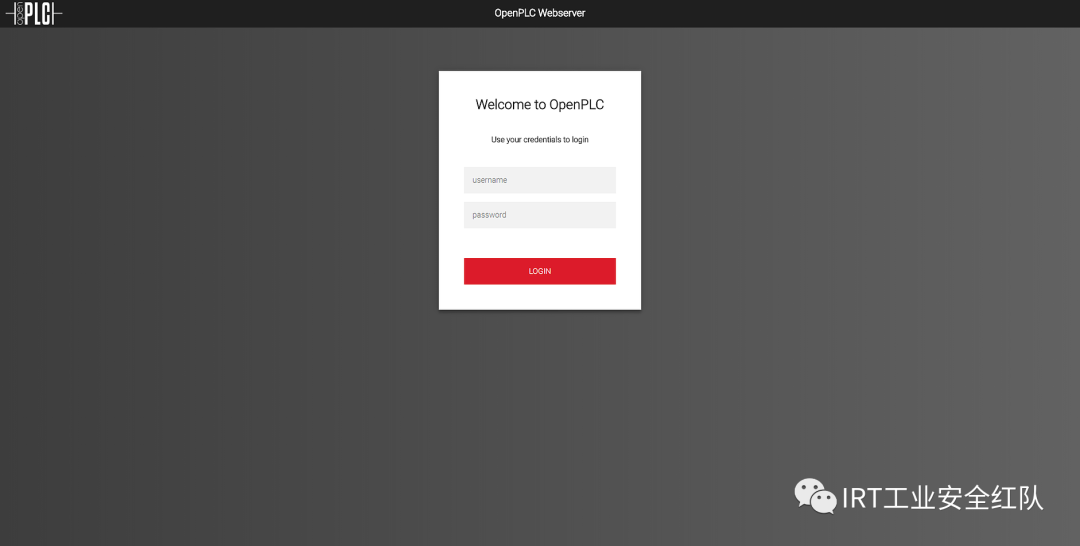 open PLC
OpenPLC Webserver
Welcome to OpenPLC
Use your credentials to login
username
password
LOGIN
IRT工业安全红队